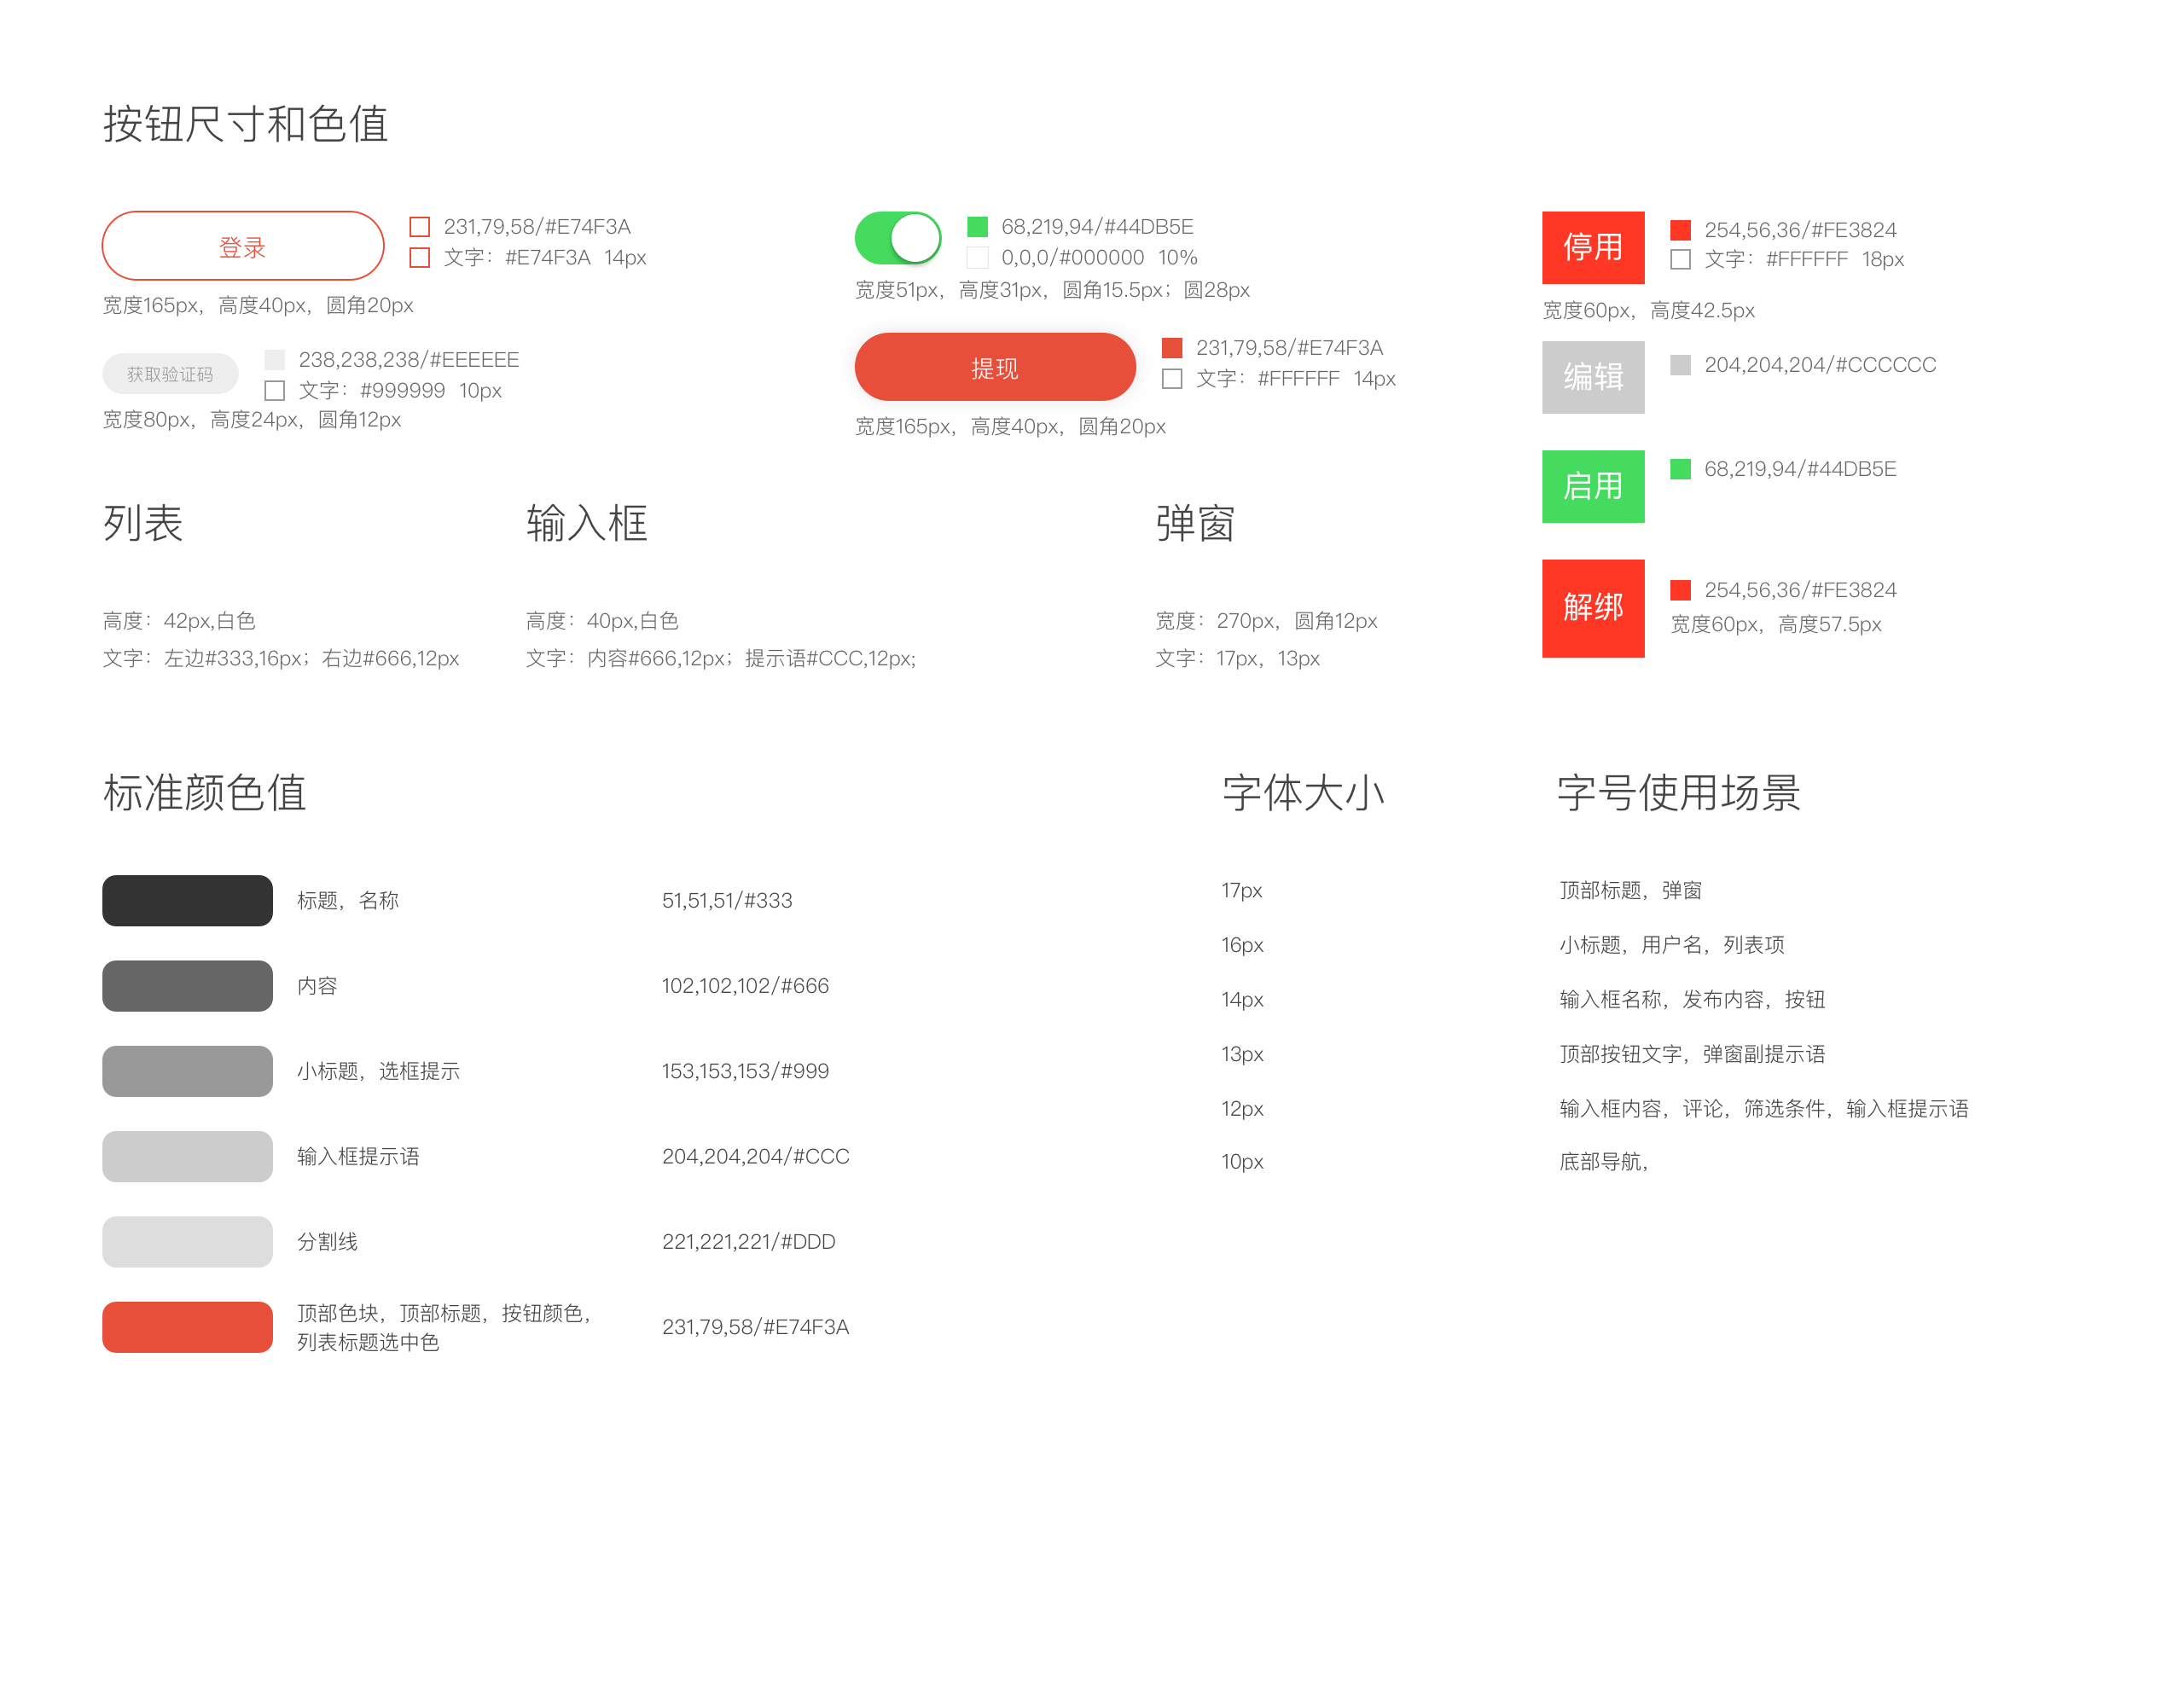 按钮尺寸和色值
登录
231,79,58/#E74F3A
文字：#E74F3A 14px
宽度165px，高度40px，圆角20px
获取验证码
238,238,238/#EEEEEE
文字：#999999 10px
宽度80px，高度24px，圆角12px
68,219,94/#44DB5E
0,0,0/#000000 10%
宽度51px，高度31px，圆角15.5px；圆28px
提现
231,79,58/#E74F3A
文字：#FFFFFF 14px
宽度165px，高度40px，圆角20px
停用
254,56,36/#FE3824
文字：#FFFFFF 18px
宽度60px，高度42.5px
编辑
204,204,204/#CCCCCC
启用
68,219,94/#44DB5E
解绑
254,56,36/#FE3824
宽度60px，高度57.5px
列表
高度：42px,白色
文字：左边#333,16px；右边#666,12px
输入框
高度：40px,白色
文字：内容#666,12px；提示语#CCC,12px;
弹窗
宽度：270px，圆角12px
文字：17px，13px
标准颜色值
标题，名称 51,51,51/#333
内容 102,102,102/#666
小标题，选框提示 153,153,153/#999
输入框提示语 204,204,204/#CCC
分割线 221,221,221/#DDD
顶部色块，顶部标题，按钮颜色，
列表标题选中色
231,79,58/#E74F3A
字体大小 字号使用场景
17px 顶部标题，弹窗
16px 小标题，用户名，列表项
14px 输入框名称，发布内容，按钮
13px 顶部按钮文字，弹窗副提示语
12px 输入框内容，评论，筛选条件，输入框提示语
10px 底部导航，